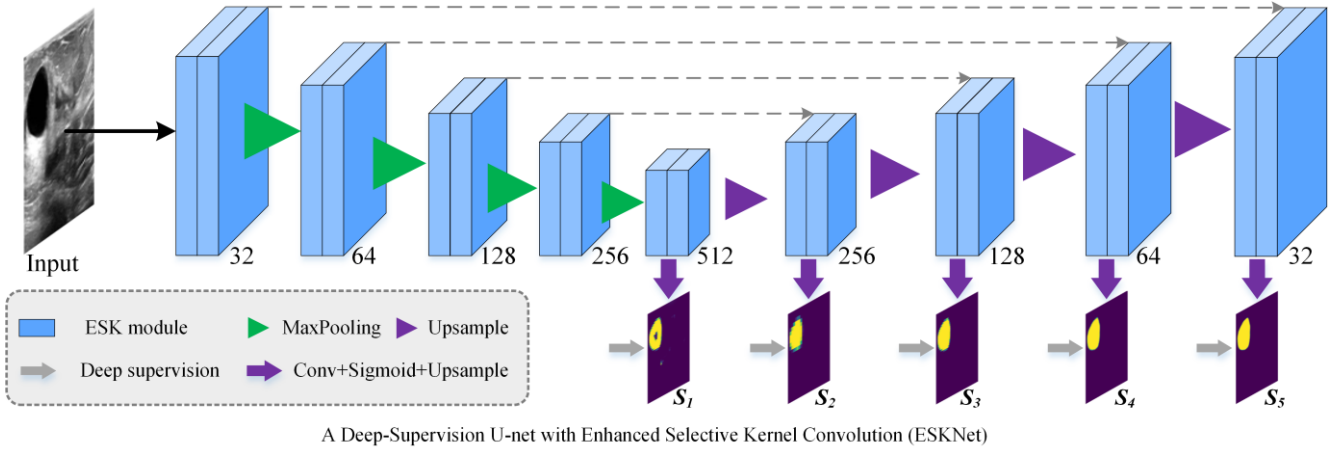 Input
32
64
128
256
512
256
128
64
32
ESK module
MaxPooling
Upsample
Deep supervision
Conv+Sigmoid+Upsample
S1
S2
S3
S4
S5
A Deep-Supervision U-net with Enhanced Selective Kernel Convolution (ESKNet)